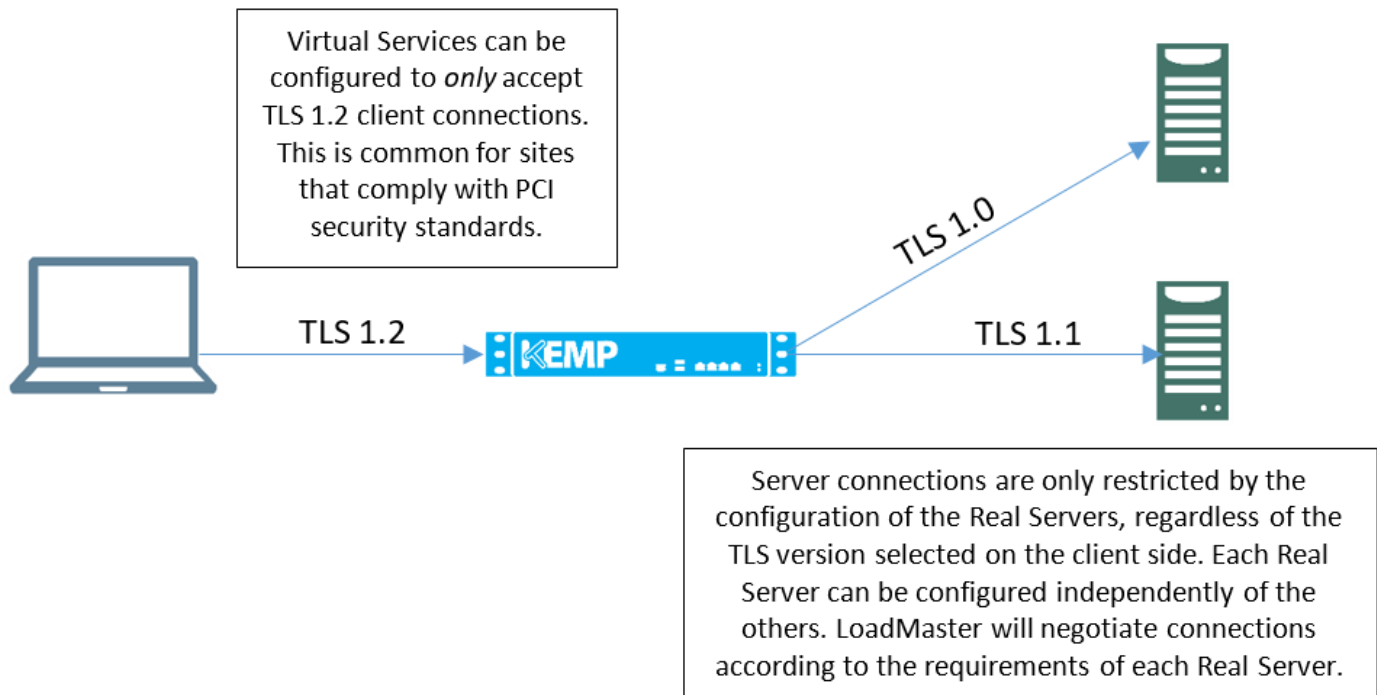 Virtual Services can be
configured to only accept
TLS 1.2 client connections.
This is common for sites
that comply with PCI
security standards.
TLS 1.0
TLS 1.2
KEMP
TLS 1.1
Server connections are only restricted by the
configuration of the Real Servers, regardless of the
TLS version selected on the client side. Each Real
Server can be configured independently of the
others. LoadMaster will negotiate connections
according to the requirements of each Real Server.